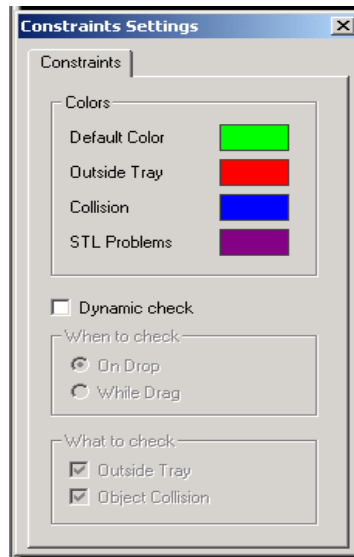 Constraints Settings
Constraints
Colors
Default Color
Outside Tray
Collision
STL Problems
Dynamic check
When to check
On Drop
While Drag
What to check
Outside Tray
Object Collision